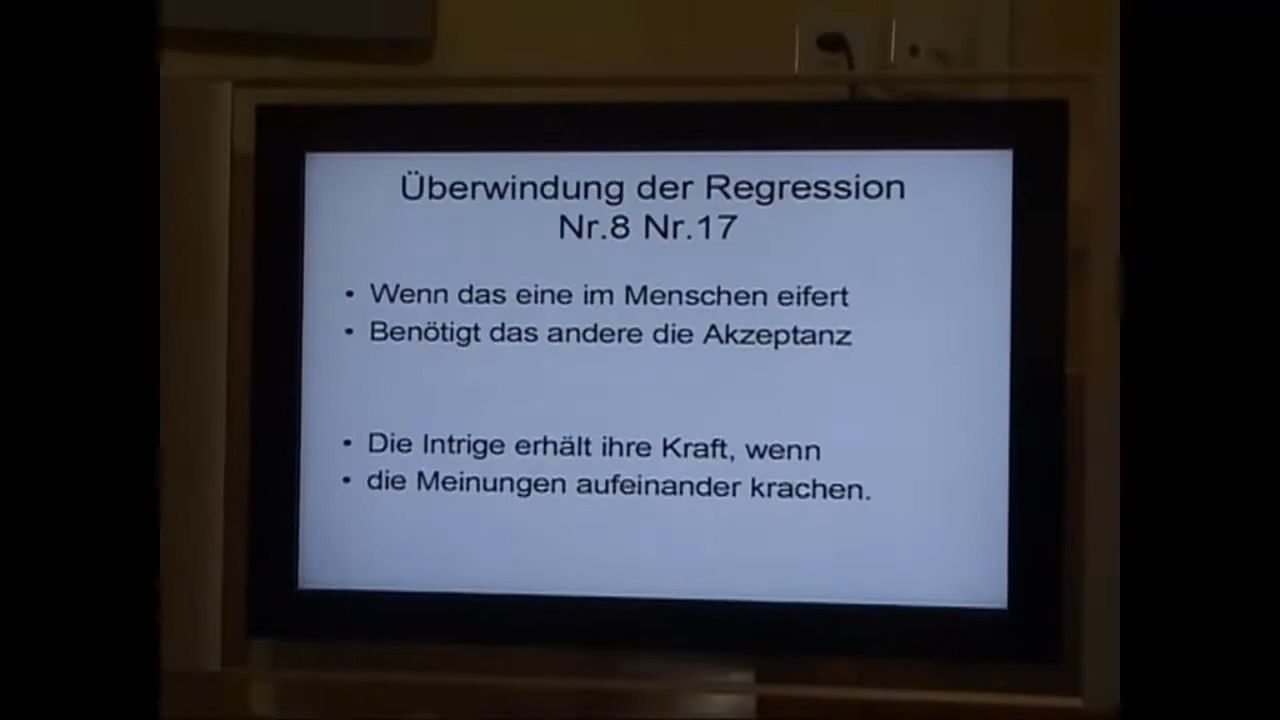 Überwindung der Regression
Nr.8 Nr.17
• Wenn das eine im Menschen eifert
• Benötigt das andere die Akzeptanz
• Die Intrige erhält ihre Kraft, wenn
• die Meinungen aufeinander krachen.